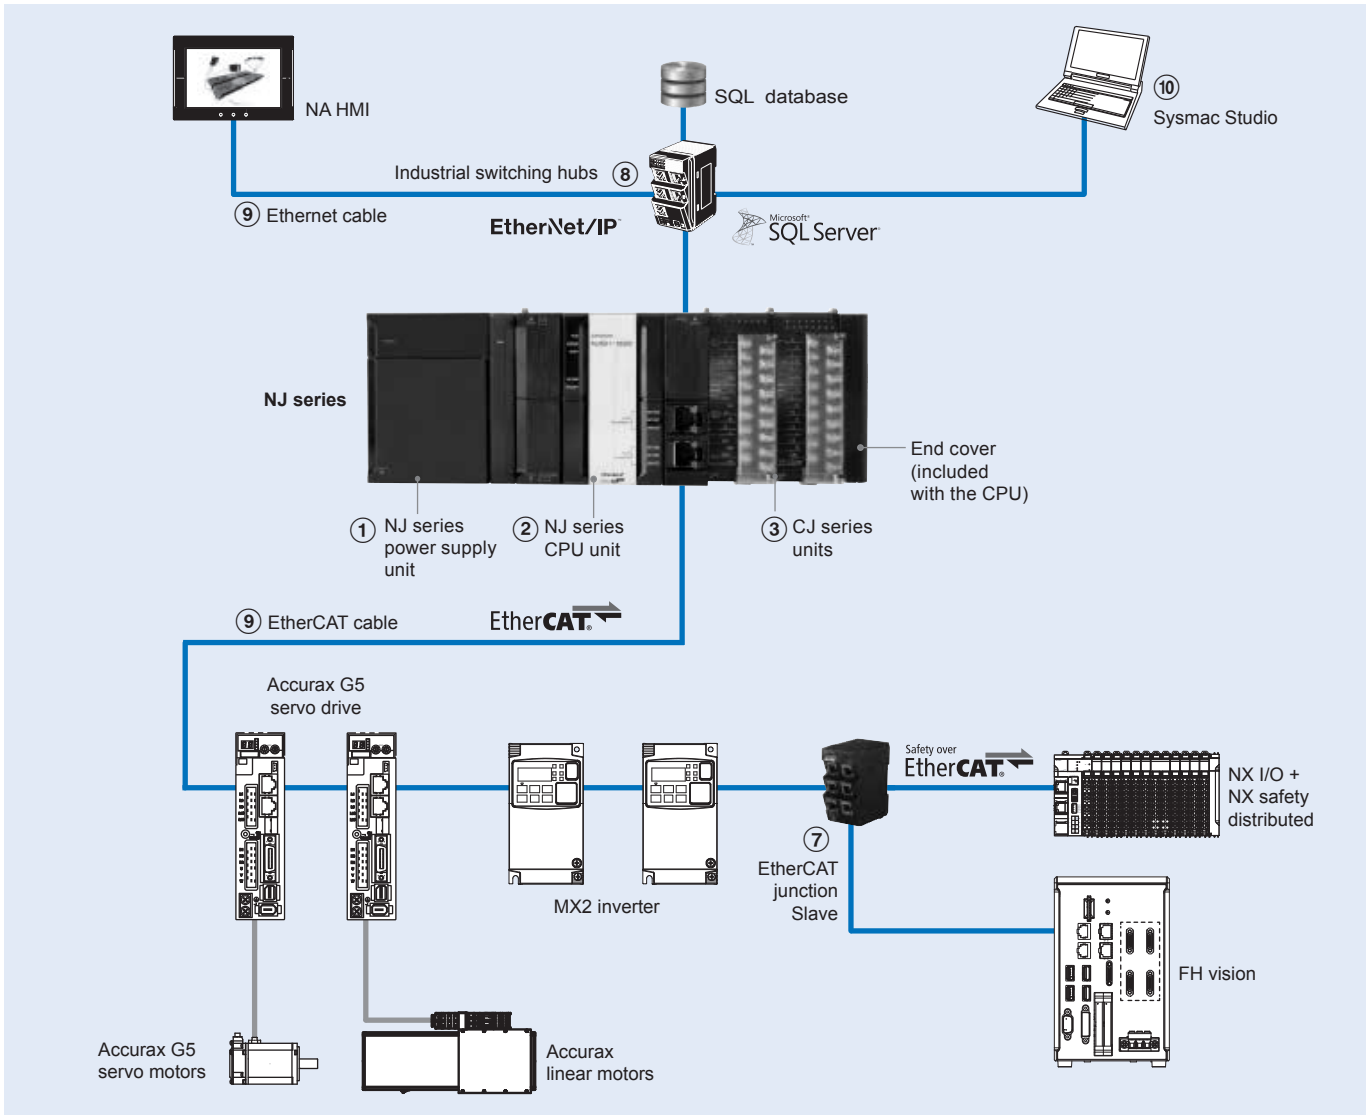 NA HMI
SQL database
⑩
Sysmac Studio
Industrial switching hubs ⑧
⑨ Ethernet cable
EtherNet/IP™
Microsoft®
SQL Server®
NJ series
End cover
(included
with the CPU)
① NJ series
power supply
unit
② NJ series
CPU unit
③ CJ series
units
⑨ EtherCAT cable
EtherCAT®
Accurax G5
servo drive
MX2 inverter
⑦
EtherCAT
junction
Slave
Safety over
EtherCAT®
NX I/O +
NX safety
distributed
FH vision
Accurax G5
servo motors
Accurax
linear motors